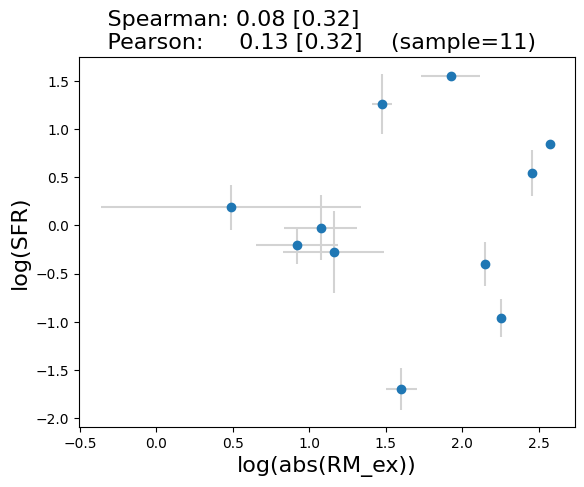 Spearman: 0.08 [0.32]
Pearson: 0.13 [0.32] (sample=11)
1.5
1.0
0.5
0.0
−0.5
−1.0
−1.5
−2.0
log(SFR)
−0.5 0.0 0.5 1.0 1.5 2.0 2.5
log(abs(RM_ex))